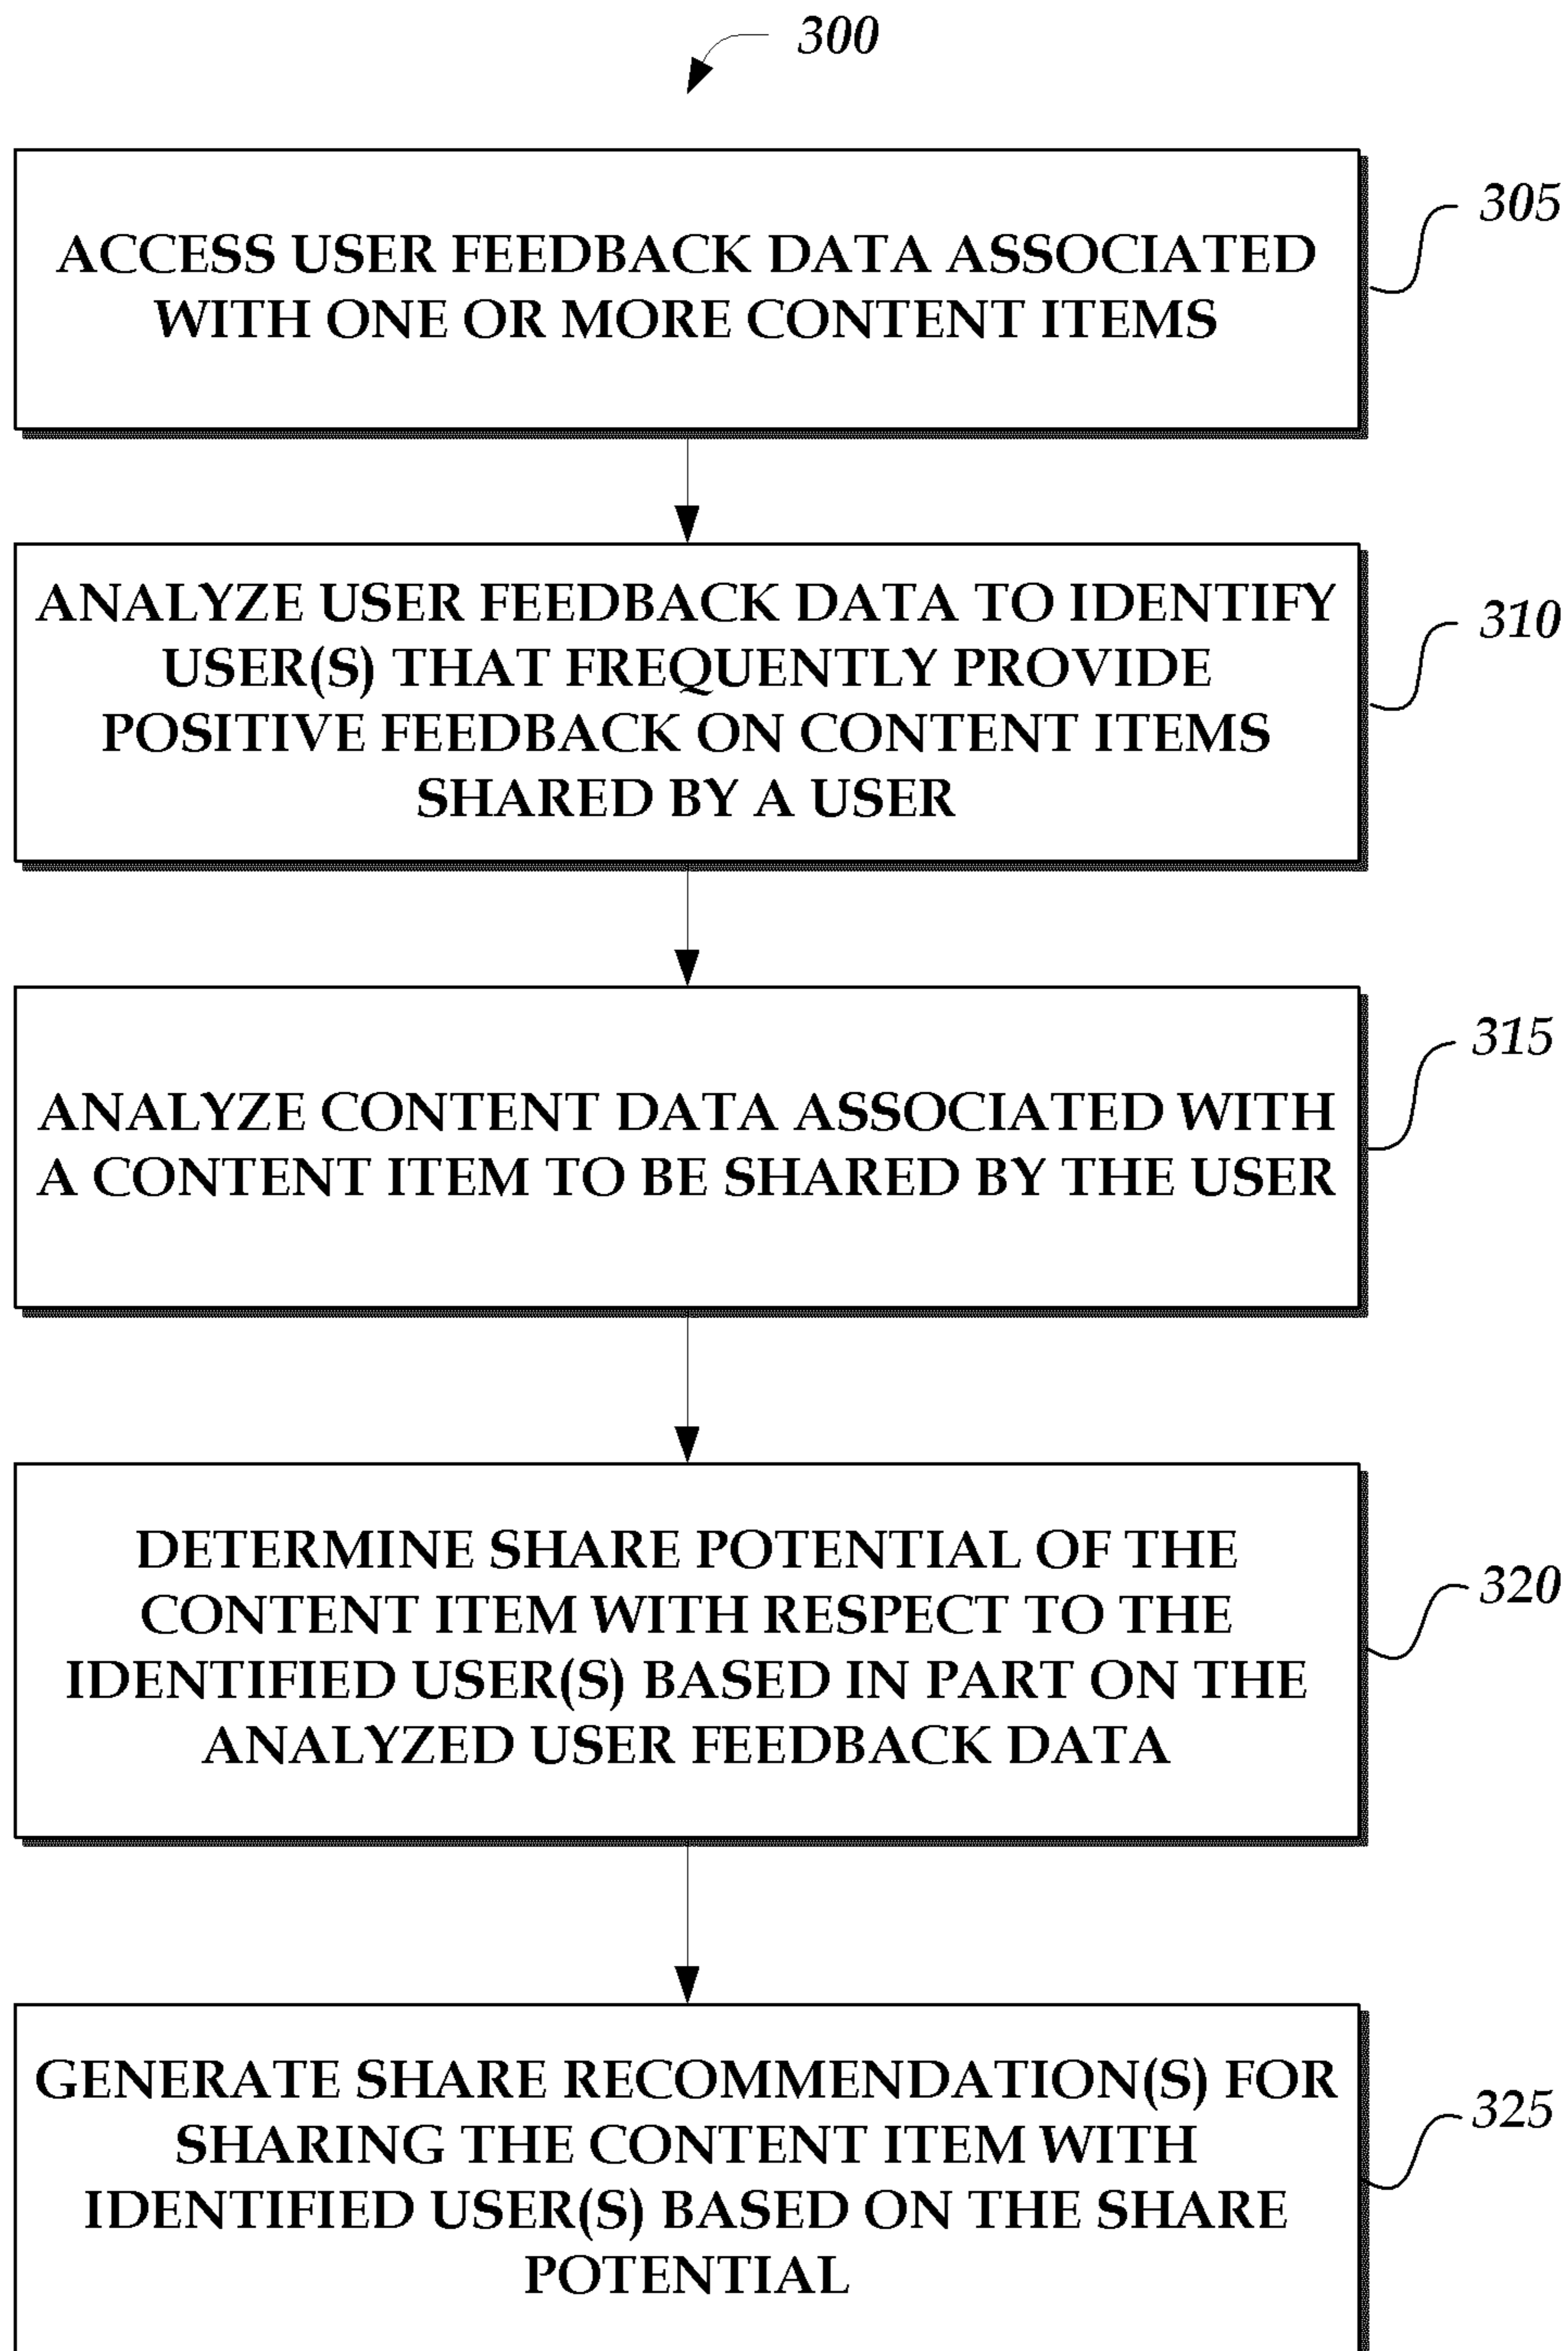 300
ACCESS USER FEEDBACK DATA ASSOCIATED
WITH ONE OR MORE CONTENT ITEMS
305
ANALYZE USER FEEDBACK DATA TO IDENTIFY
USER(S) THAT FREQUENTLY PROVIDE
POSITIVE FEEDBACK ON CONTENT ITEMS
SHARED BY A USER
310
ANALYZE CONTENT DATA ASSOCIATED WITH
A CONTENT ITEM TO BE SHARED BY THE USER
315
DETERMINE SHARE POTENTIAL OF THE
CONTENT ITEM WITH RESPECT TO THE
IDENTIFIED USER(S) BASED IN PART ON THE
ANALYZED USER FEEDBACK DATA
320
GENERATE SHARE RECOMMENDATION(S) FOR
SHARING THE CONTENT ITEM WITH
IDENTIFIED USER(S) BASED ON THE SHARE
POTENTIAL
325